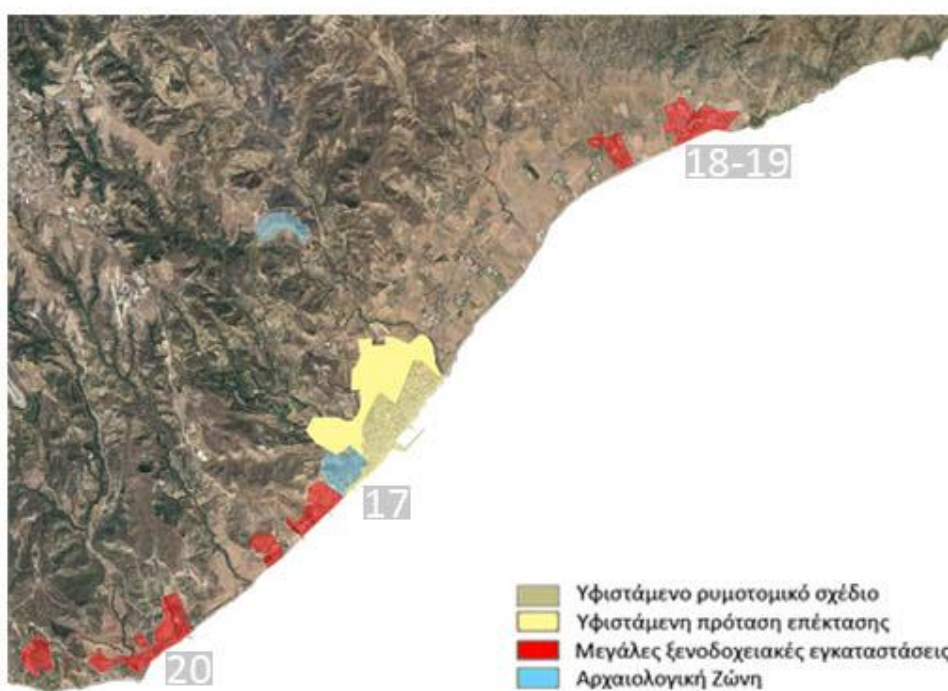 18-19
17
20
Υφιστάμενο ρυμοτομικό σχέδιο
Υφιστάμενη πρόταση επέκτασης
Μεγάλες ξενοδοχειακές εγκαταστάσεις
Αρχαιολογική Ζώνη